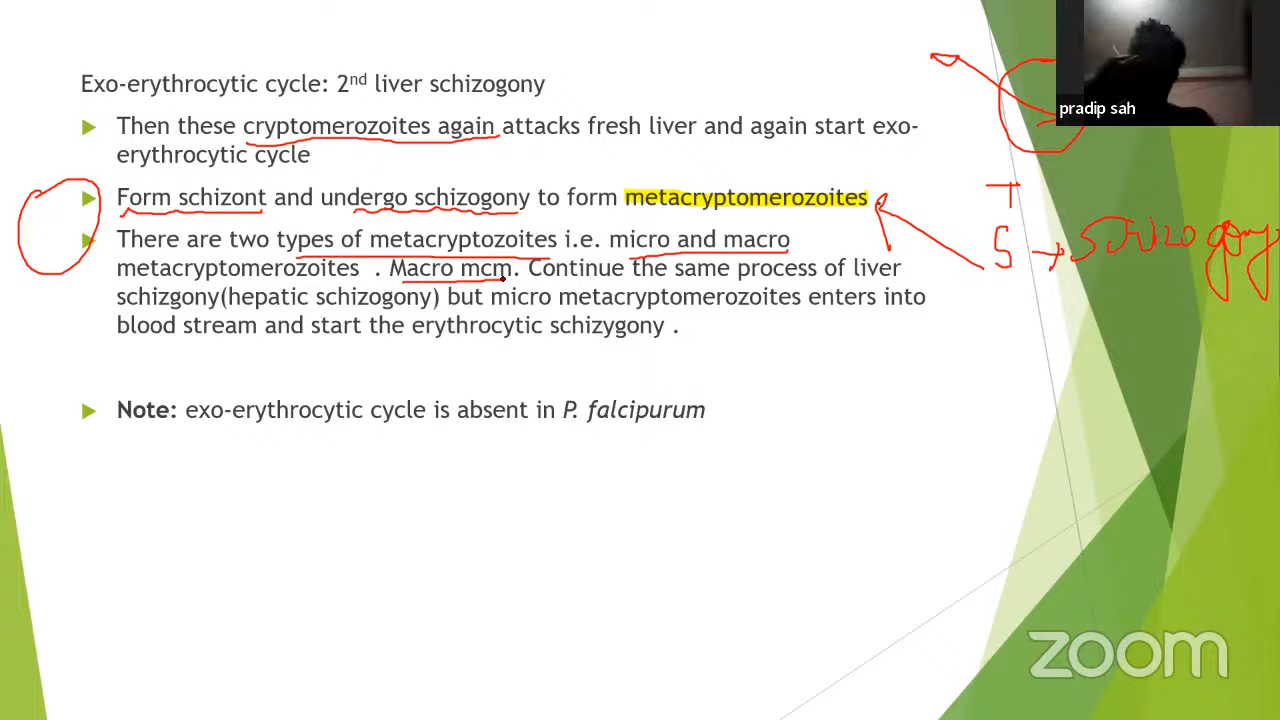 Exo-erythrocytic cycle: 2nd liver schizogony
Then these cryptomerozoites again attacks fresh liver and again start exo-
erythrocytic cycle
Form schizont and undergo schizogony to form metacryptomerozoites .
There are two types of metacryptozoites i.e. micro and macro
metacryptomerozoites . Macro mcm. Continue the same process of liver
schizgony(hepatic schizogony) but micro metacryptomerozoites enters into
blood stream and start the erythrocytic schizygony .
Note: exo-erythrocytic cycle is absent in P. falcipurum
pradip sah
T
S → Schizogony
zoom